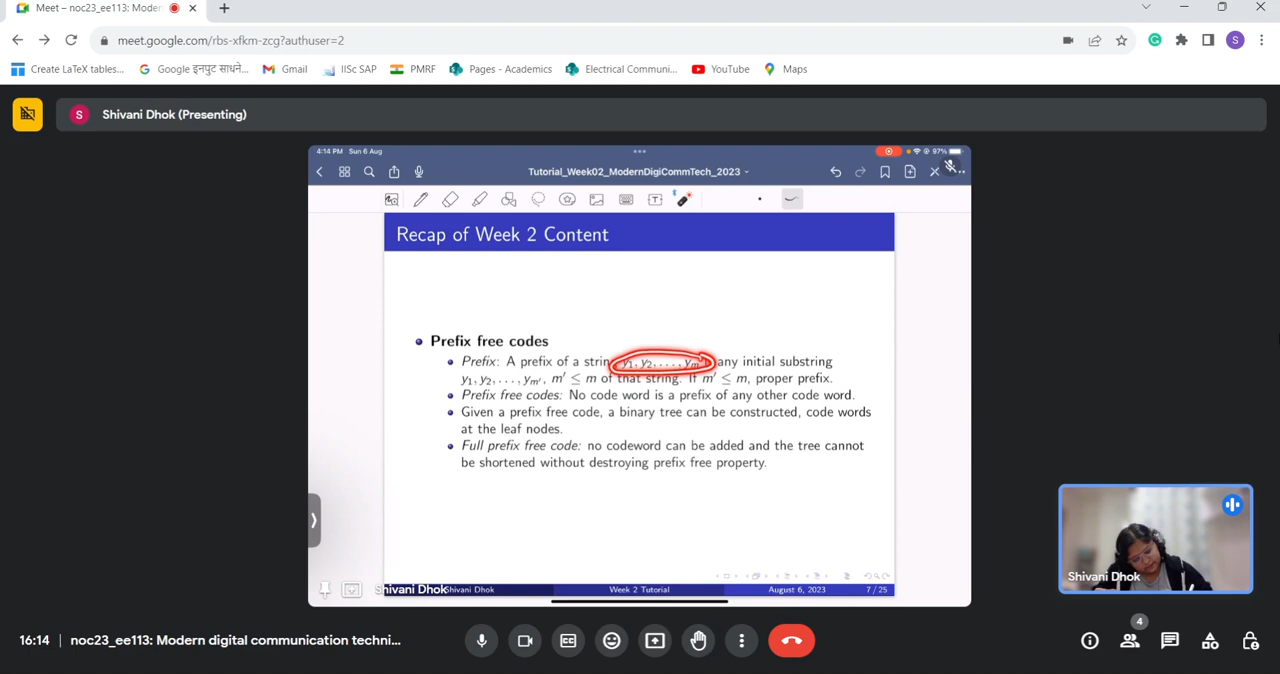 Meet – noc23_ee113: Moder
meet.google.com/rbs-xfkm-zcg?authuser=2
S
Create LaTeX tables...
Google इनपुट साधने...
Gmail
IISc SAP
PMRF
Pages - Academics
Electrical Communi...
YouTube
Maps
S
Shivani Dhok (Presenting)
4:14 PM Sun 6 Aug
97%
Tutorial_Week02_ModernDigiCommTech_2023
Recap of Week 2 Content
Prefix free codes
Prefix: A prefix of a strin y₁, y₂, . . . , yₘ any initial substring
y₁, y₂, . . . , yₘ′, m′ ≤ m of that string. If m′ ≤ m, proper prefix.
Prefix free codes: No code word is a prefix of any other code word.
Given a prefix free code, a binary tree can be constructed, code words
at the leaf nodes.
Full prefix free code: no codeword can be added and the tree cannot
be shortened without destroying prefix free property.
Shivani Dhok
Shivani Dhok
Week 2 Tutorial
August 6, 2023
7 / 25
Shivani Dhok
16:14
noc23_ee113: Modern digital communication techni...
4